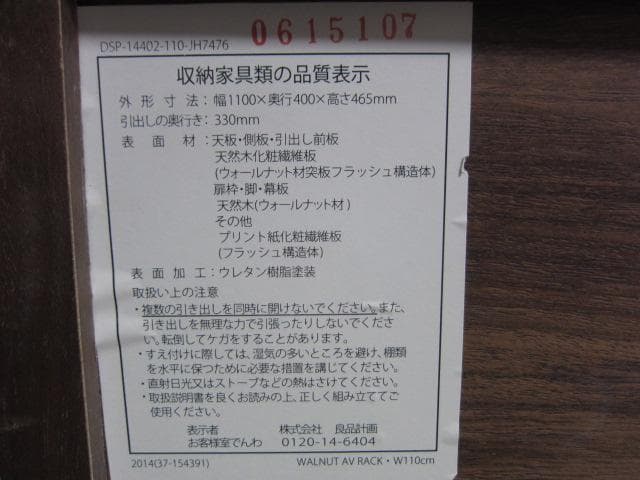 0615107
DSP-14402-110-JH7476
収納家具類の品質表示
外形寸法：幅1100×奥行400×高さ465mm
引出しの奥行き：330mm
表面材：天板・側板・引出し前板
天然木化粧繊維板
(ウォールナット材突板フラッシュ構造体)
扉枠・脚・幕板
天然木(ウォールナット材)
その他
プリント紙化粧繊維板
(フラッシュ構造体)
表面加工：ウレタン樹脂塗装
取扱い上の注意
・複数の引き出しを同時に開けないでください。また、
引き出しを無理な力で引張ったりしないでくださ
い。転倒してケガをすることがあります。
・すえ付けに際しては、湿気の多いところを避け、棚類
を水平に保つために必要な措置を講じてください。
・直射日光又はストーブなどの熱はさけてください。
・取扱説明書を良くお読みの上、正しく組み立ててご
使用ください。
表示者 株式会社 良品計画
お客様室でんわ 0120-14-6404
2014(37-154391) WALNUT AV RACK・W110cm